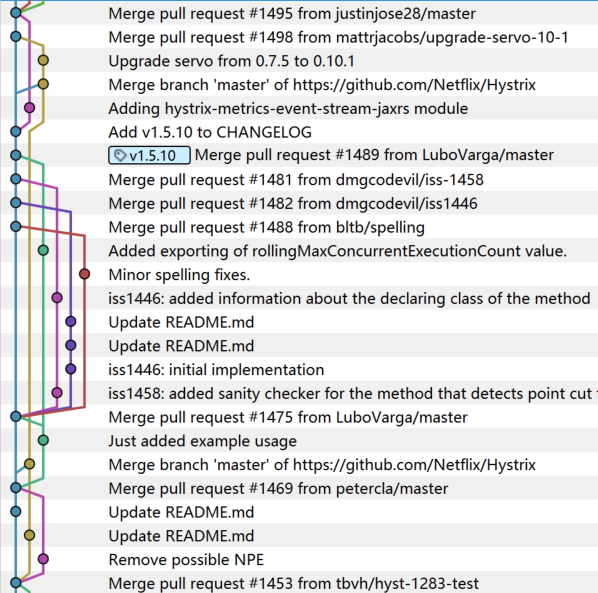 Merge pull request #1495 from justinjose28/master
Merge pull request #1498 from mattrjacobs/upgrade-servo-10-1
Upgrade servo from 0.7.5 to 0.10.1
Merge branch 'master' of https://github.com/Netflix/Hystrix
Adding hystrix-metrics-event-stream-jaxrs module
Add v1.5.10 to CHANGELOG
v1.5.10 Merge pull request #1489 from LuboVarga/master
Merge pull request #1481 from dmgcodevil/iss-1458
Merge pull request #1482 from dmgcodevil/iss1446
Merge pull request #1488 from bltb/spelling
Added exporting of rollingMaxConcurrentExecutionCount value.
Minor spelling fixes.
iss1446: added information about the declaring class of the method
Update README.md
Update README.md
iss1446: initial implementation
iss1458: added sanity checker for the method that detects point cut
Merge pull request #1475 from LuboVarga/master
Just added example usage
Merge branch 'master' of https://github.com/Netflix/Hystrix
Merge pull request #1469 from petercla/master
Update README.md
Update README.md
Remove possible NPE
Merge pull request #1453 from tbvh/hyst-1283-test